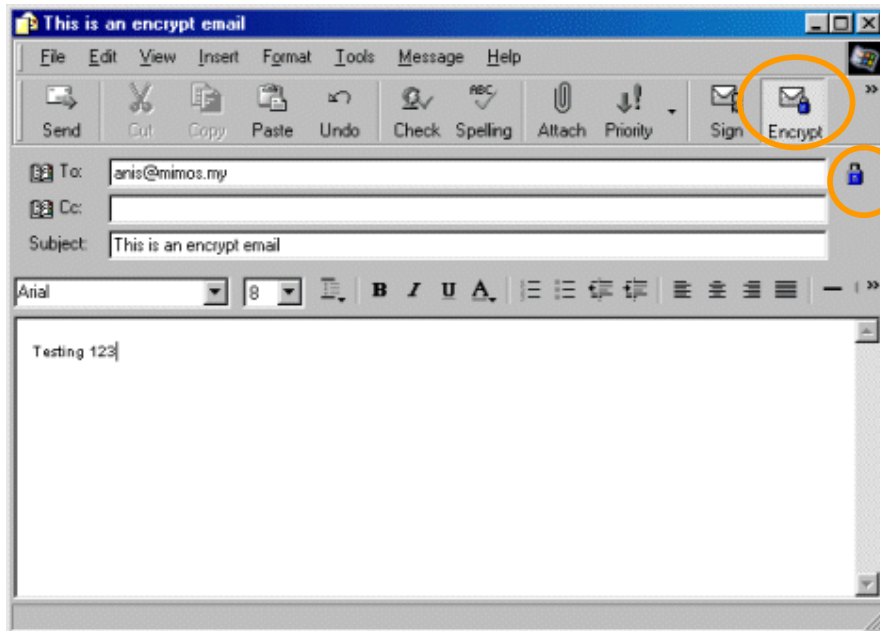 This is an encrypt email
File Edit View Insert Format Tools Message Help
ABC
Send Cut Copy Paste Undo Check Spelling Attach Priority Sign Encrypt
To: anis@mimos.my
Cc:
Subject: This is an encrypt email
Arial 8 B I U A
Testing 123